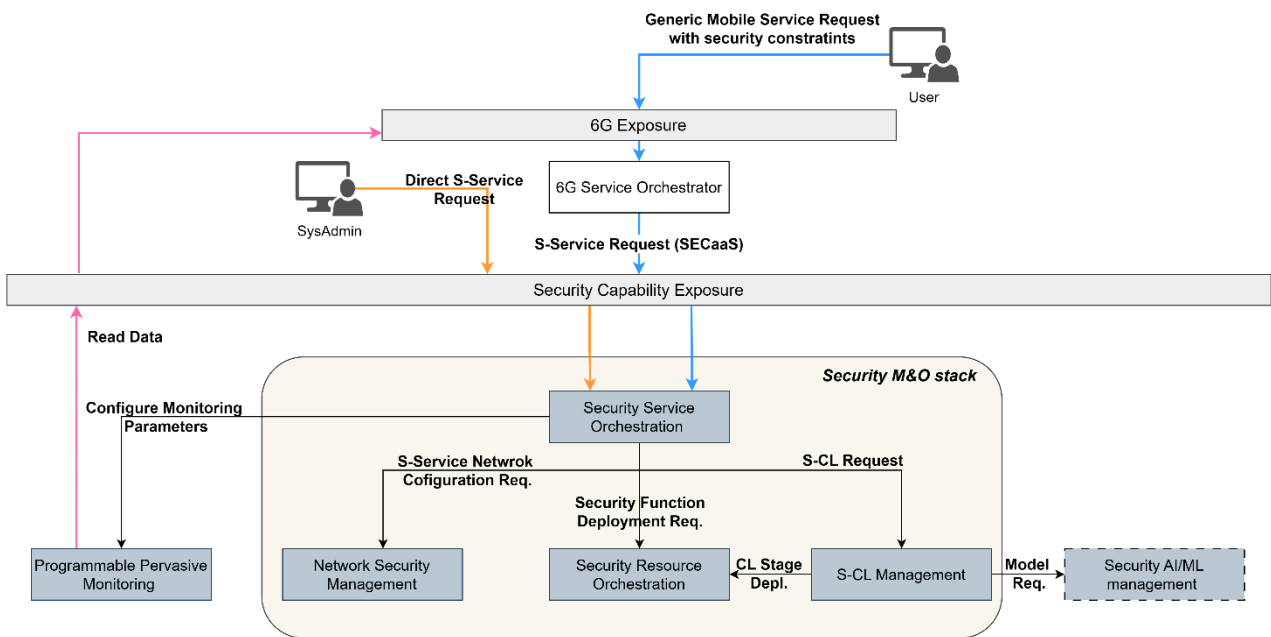 Generic Mobile Service Request
with security constratints
User
6G Exposure
Direct S-Service
Request
SysAdmin
6G Service Orchestrator
S-Service Request (SECaaS)
Security Capability Exposure
Read Data
Security M&O stack
Configure Monitoring
Parameters
Security Service
Orchestration
S-Service Netwrok
Cofiguration Req.
S-CL Request
Security Function
Deployment Req.
Programmable Pervasive
Monitoring
Network Security
Management
Security Resource
Orchestration
CL Stage
Depl.
S-CL Management
Model
Req.
Security AI/ML
management